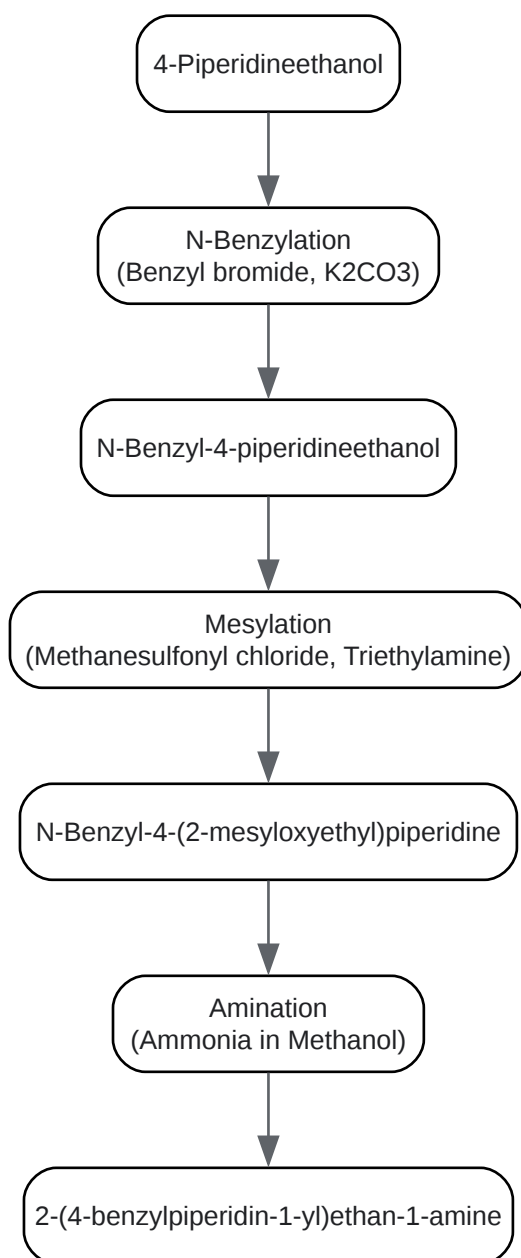 4-Piperidineethanol
N-Benzylation
(Benzyl bromide, K2CO3)
N-Benzyl-4-piperidineethanol
Mesylation
(Methanesulfonyl chloride, Triethylamine)
N-Benzyl-4-(2-mesyloxyethyl)piperidine
Amination
(Ammonia in Methanol)
2-(4-benzylpiperidin-1-yl)ethan-1-amine